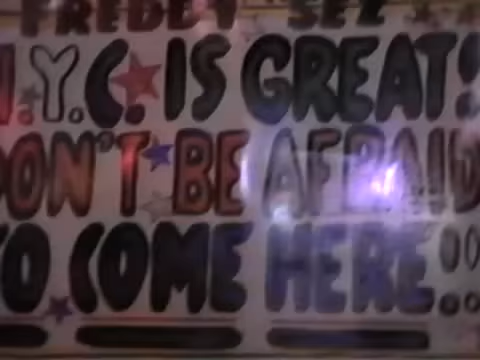 FREDDY SEZ
N.Y.C. IS GREAT!
DON'T BE AFRAID
TO COME HERE!!